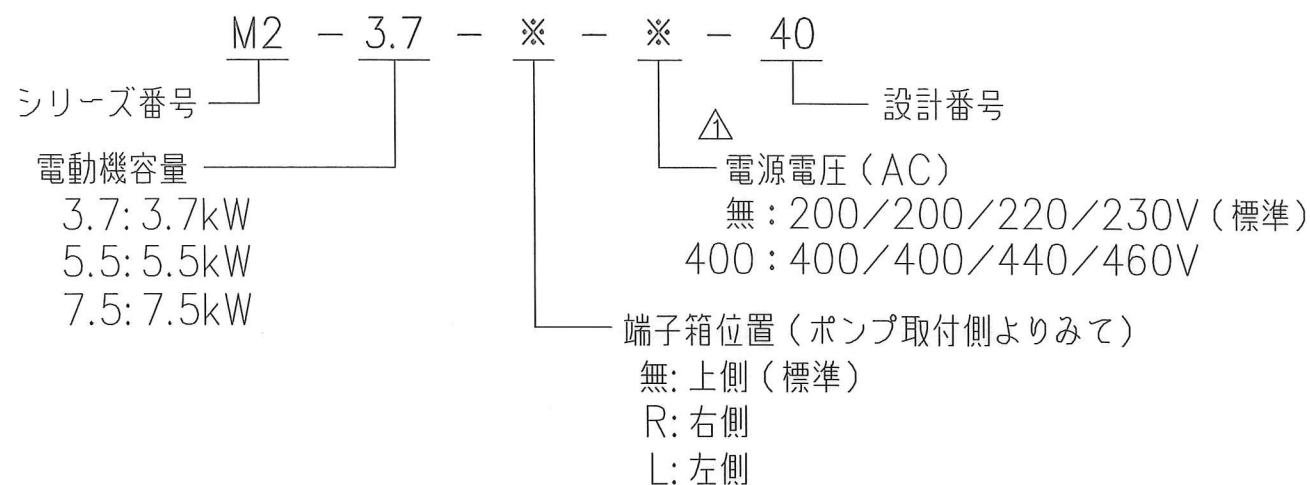 M2 - 3.7 - ※ - ※ - 40
シリーズ番号
設計番号
電動機容量
3.7:3.7kW
5.5:5.5kW
7.5:7.5kW
1
電源電圧(AC)
無:200/200/220/230V(標準)
400:400/400/440/460V
端子箱位置(ポンプ取付側よりみて)
無:上側(標準)
R:右側
L:左側